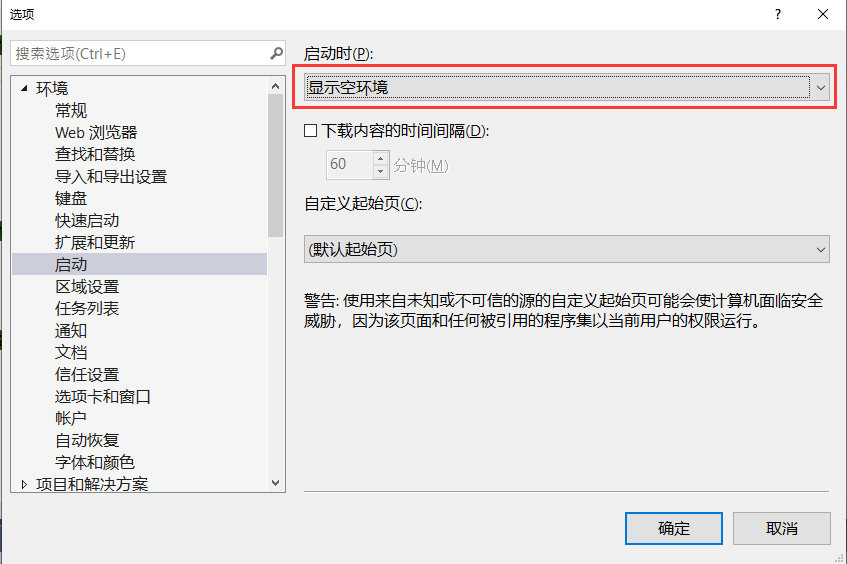 选项
?
搜索选项(Ctrl+E)
环境
常规
Web 浏览器
查找和替换
导入和导出设置
键盘
快速启动
扩展和更新
启动
区域设置
任务列表
通知
文档
信任设置
选项卡和窗口
帐户
自动恢复
字体和颜色
项目和解决方案
启动时(P):
显示空环境
下载内容的时间间隔(D):
60 分钟(M)
自定义起始页(C):
(默认起始页)
警告: 使用来自未知或不可信的源的自定义起始页可能会使计算机面临安全
威胁，因为该页面和任何被引用的程序集以当前用户的权限运行。
确定
取消